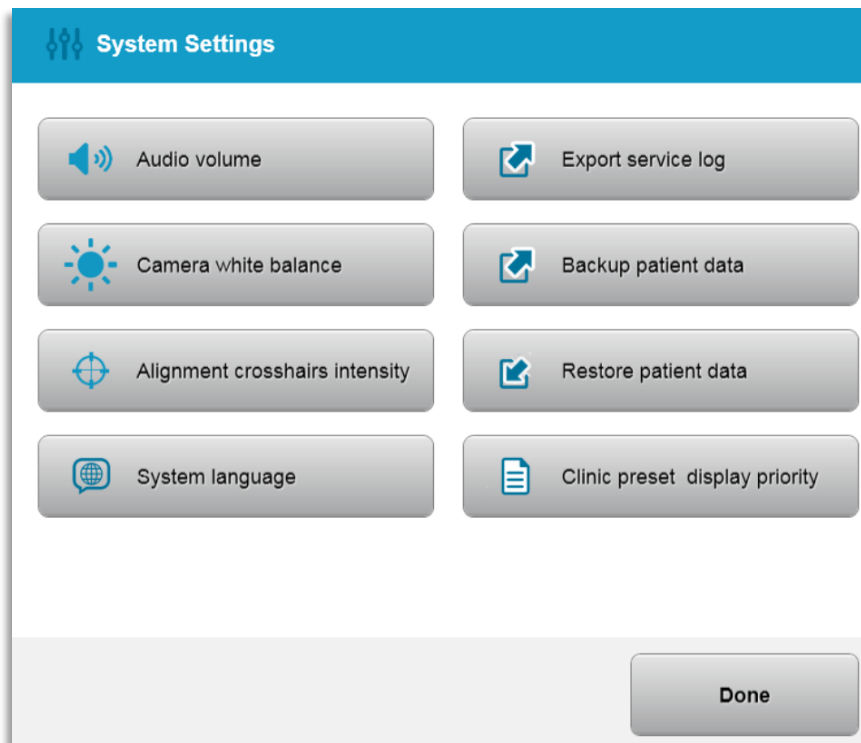 System Settings
Audio volume
Export service log
Camera white balance
Backup patient data
Alignment crosshairs intensity
Restore patient data
System language
Clinic preset display priority
Done